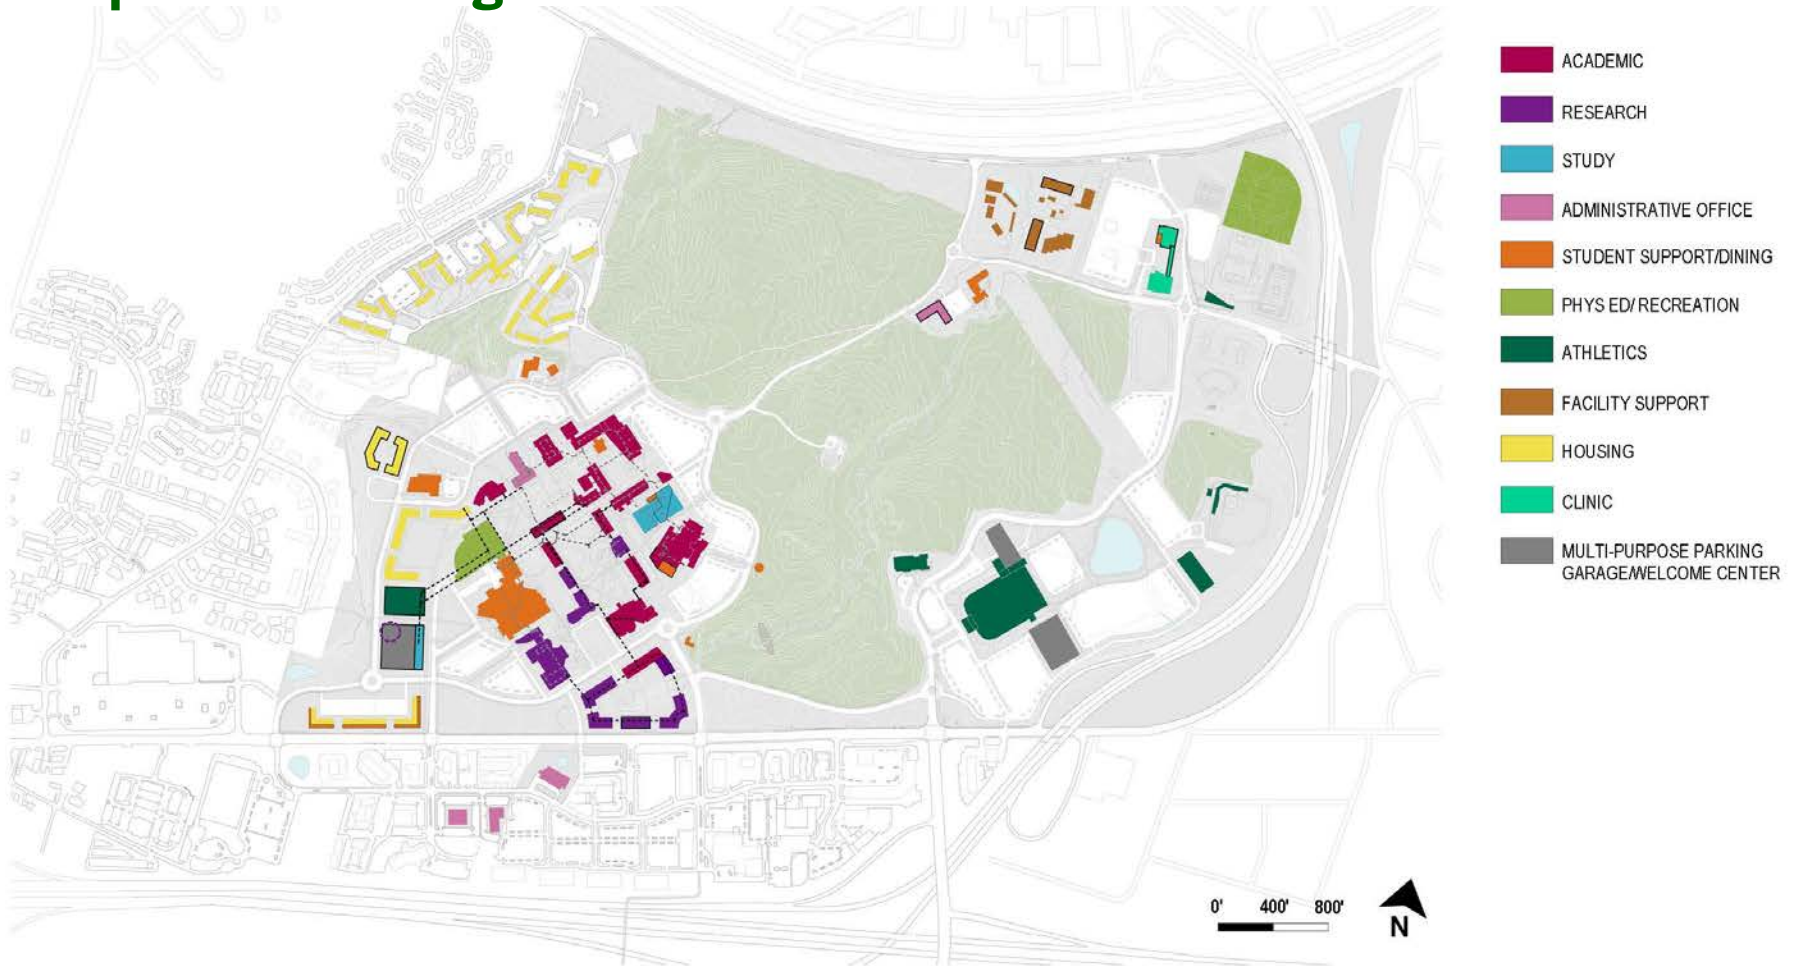 ACADEMIC
RESEARCH
STUDY
ADMINISTRATIVE OFFICE
STUDENT SUPPORT/DINING
PHYS ED/ RECREATION
ATHLETICS
FACILITY SUPPORT
HOUSING
CLINIC
MULTI-PURPOSE PARKING
GARAGE/WELCOME CENTER
0' 400' 800'
N